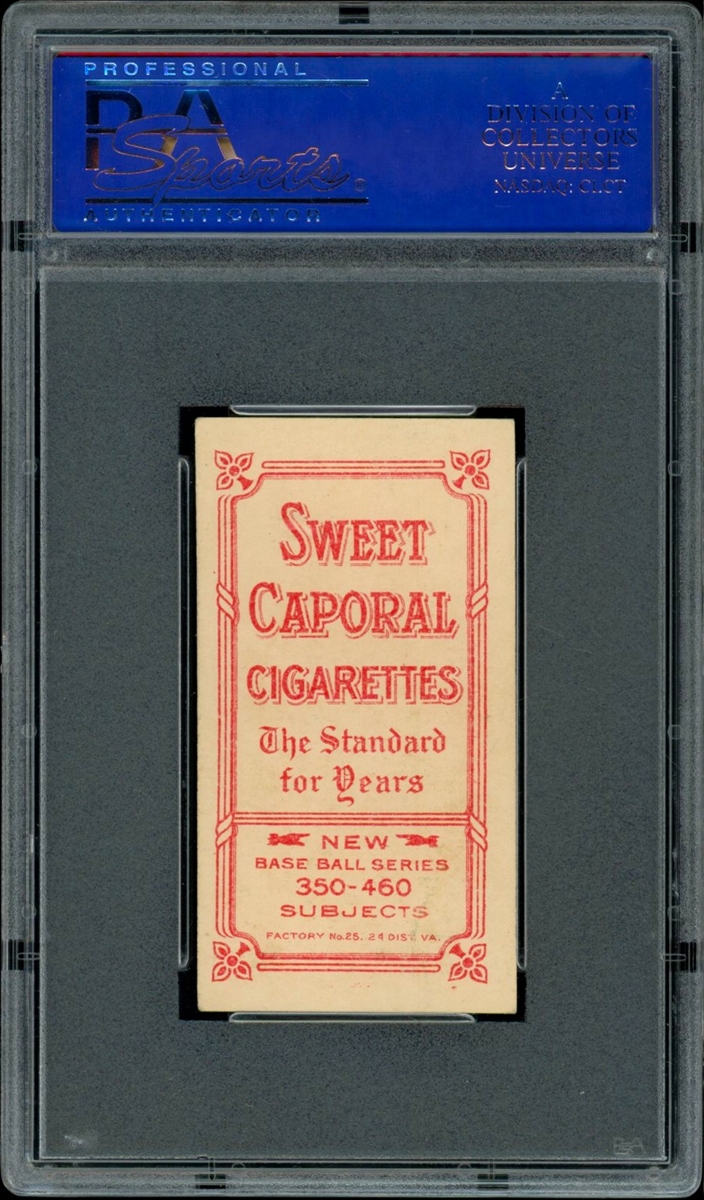 PROFESSIONAL
PSA
Sports®
AUTHENTICATOR
A
DIVISION OF
COLLECTORS
UNIVERSE
NASDAQ: CLCT
SWEET
CAPORAL
CIGARETTES
The Standard
for Years
NEW
BASE BALL SERIES
350-460
SUBJECTS
FACTORY No. 25. 2d DIST. VA.
PSA